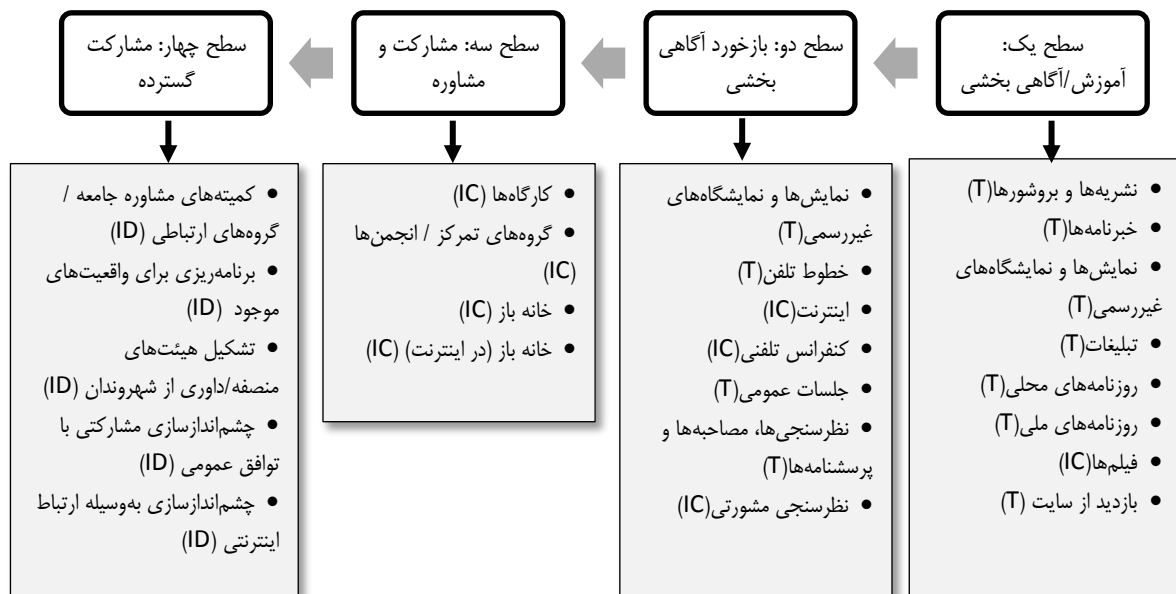 سطح یک:
آموزش/آگاهی بخشی
سطح دو: بازخورد آگاهی
بخشی
سطح سه: مشارکت و
مشاوره
سطح چهار: مشارکت
گسترده
• نشریه‌ها و بروشورها(T)
• خبرنامه‌ها(T)
• نمایش‌ها و نمایشگاه‌های
غیررسمی(T)
• تبلیغات(T)
• روزنامه‌های محلی(T)
• روزنامه‌های ملی(T)
• فیلم‌ها(IC)
• بازدید از سایت (T)
• نمایش‌ها و نمایشگاه‌های
غیررسمی(T)
• خطوط تلفن(T)
• اینترنت(IC)
• کنفرانس تلفنی(IC)
• جلسات عمومی(T)
• نظرسنجی‌ها، مصاحبه‌ها و
پرسشنامه‌ها(T)
• نظرسنجی مشورتی(IC)
• کارگاه‌ها (IC)
• گروه‌های تمرکز / انجمن‌ها
(IC)
• خانه باز (IC)
• خانه باز (در اینترنت) (IC)
• کمیته‌های مشاوره جامعه /
گروه‌های ارتباطی (ID)
• برنامه‌ریزی برای واقعیت‌های
موجود (ID)
• تشکیل هیئت‌های
منصفه/داوری از شهروندان (ID)
• چشم‌اندازسازی مشارکتی با
توافق عمومی (ID)
• چشم‌اندازسازی به‌وسیله ارتباط
اینترنتی (ID)